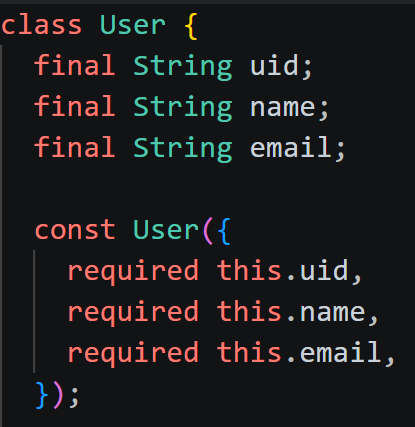 class User {
  final String uid;
  final String name;
  final String email;

  const User({
    required this.uid,
    required this.name,
    required this.email,
  });